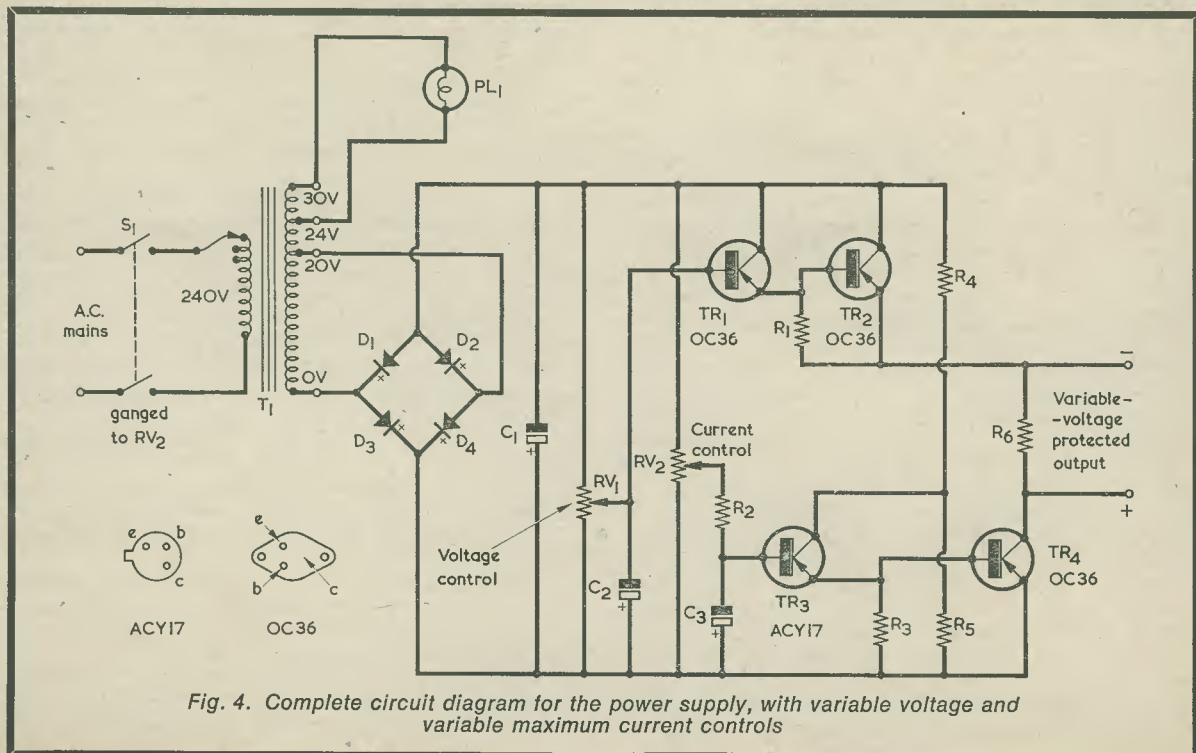 PL1
30V
24V
20V
0V
S1
240V
A.C.
mains
T1
ganged
to RV2
D1
D2
D3
D4
C1
+
RV1
Voltage
control
C2
+
Current
control
RV2
R2
C3
+
TR1
OC36
R1
TR2
OC36
R4
TR3
ACY17
R3
R5
TR4
OC36
R6
−
Variable-
-voltage
protected
output
+
e
b
c
ACY17
e
b
c
OC36
Fig. 4. Complete circuit diagram for the power supply, with variable voltage and
variable maximum current controls